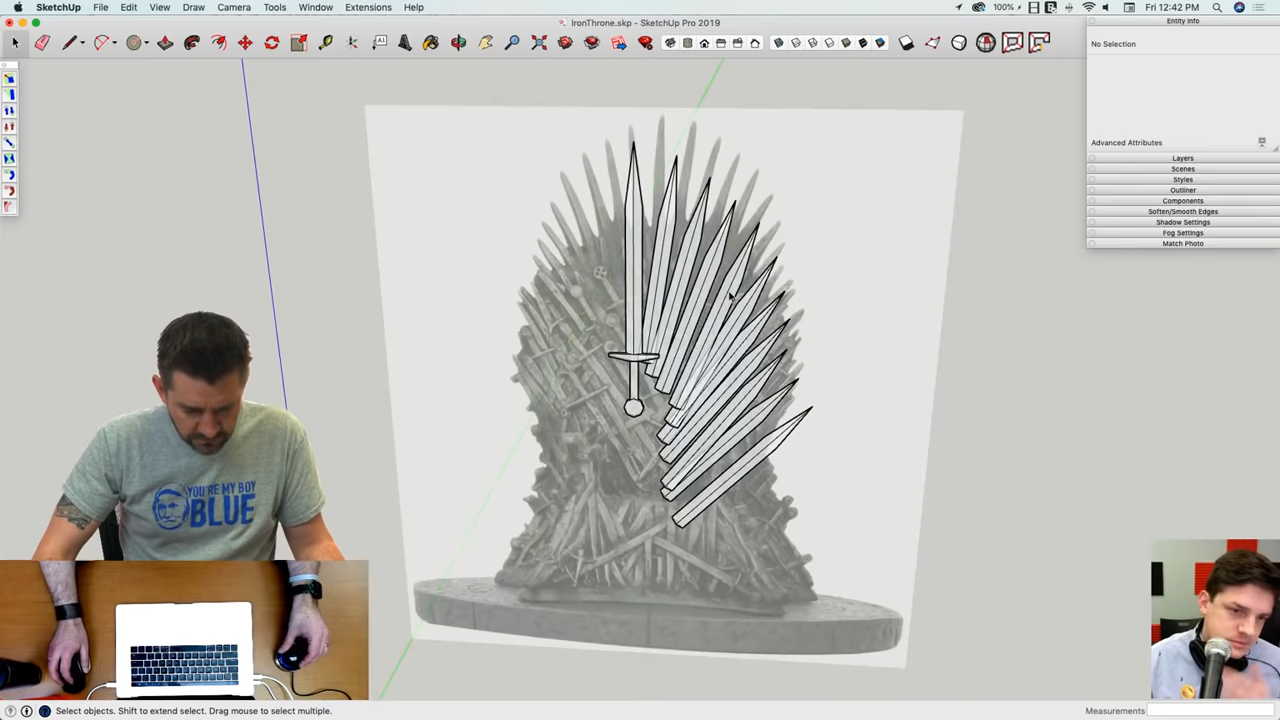 SketchUp File Edit View Draw Camera Tools Window Extensions Help
100% Fri 12:42 PM
IronThrone.skp - SketchUp Pro 2019
Entity Info
No Selection
Advanced Attributes
Layers
Scenes
Styles
Outliner
Components
Soften/Smooth Edges
Shadow Settings
Fog Settings
Match Photo
YOU'RE MY BOY
BLUE
Select objects. Shift to extend select. Drag mouse to select multiple.
Measurements